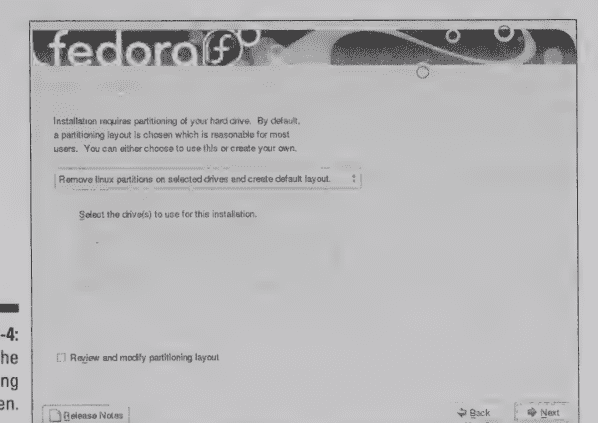 fedora f
Installation requires partitioning of your hard drive. By default,
a partitioning layout is chosen which is reasonable for most
users. You can either choose to use this or create your own.
Remove linux partitions on selected drives and create default layout.
Select the drive(s) to use for this installation.
Review and modify partitioning layout
-4:
he
ng
en.
Release Notes
Back
Next